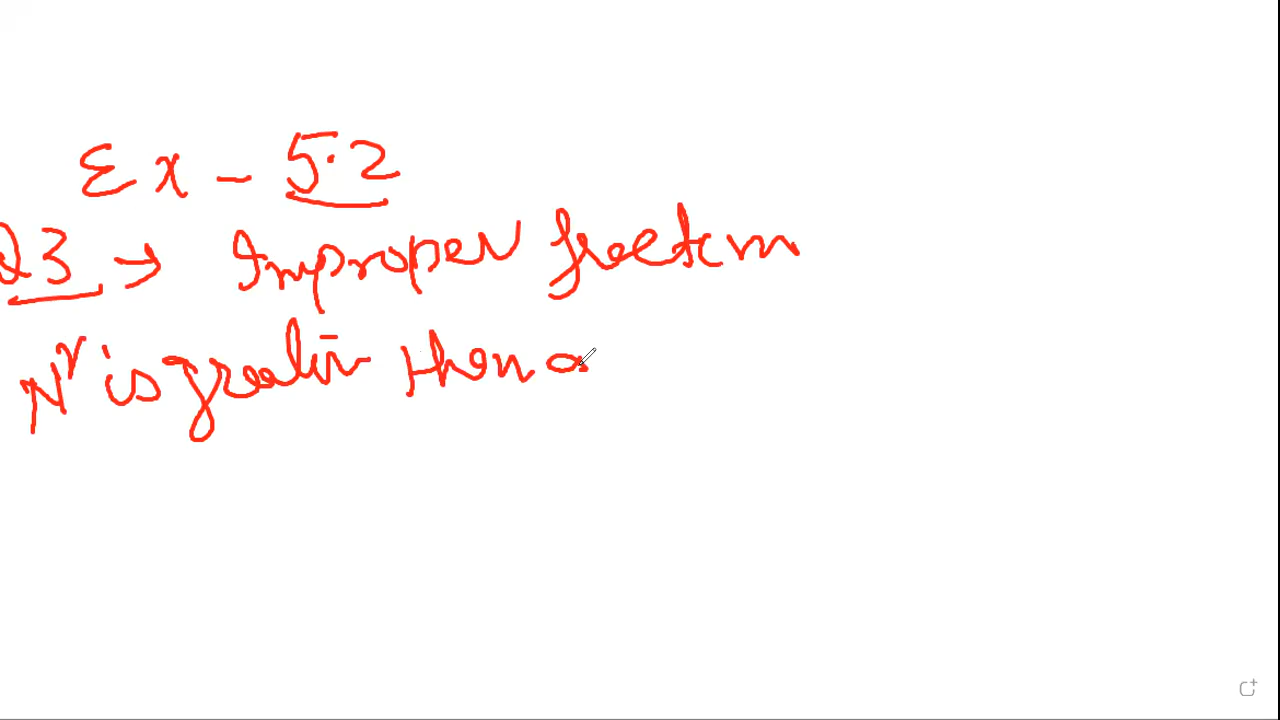 Ex - 5.2
Q3 → Improper fraction
Nʳ is greater than